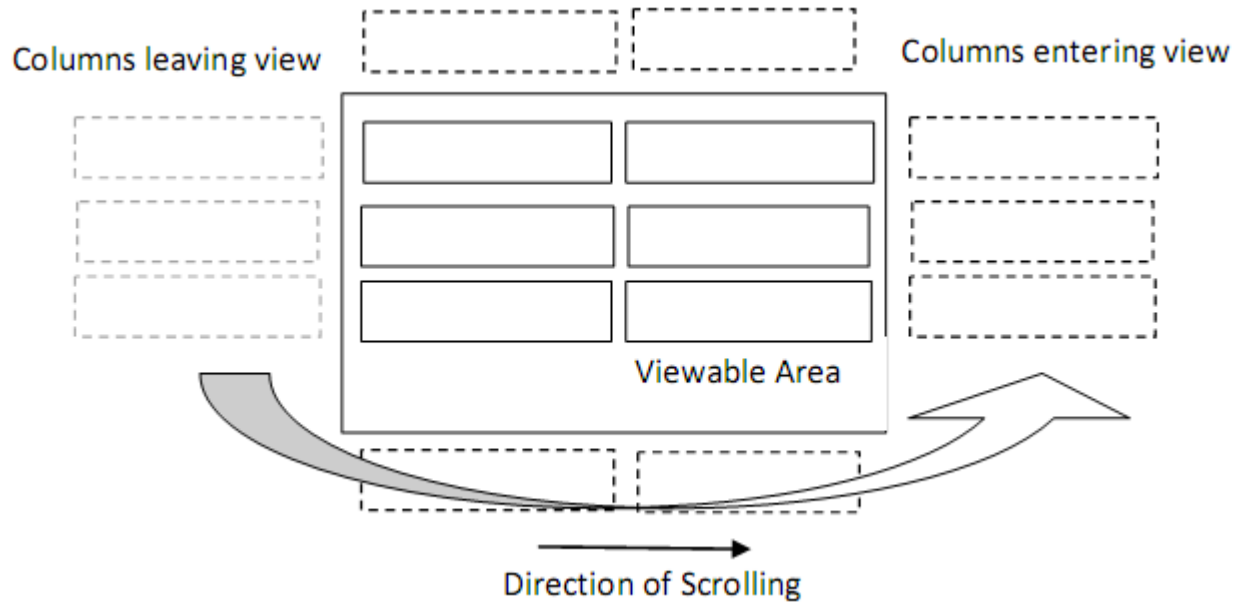 Columns leaving view
Columns entering view
Viewable Area
Direction of Scrolling